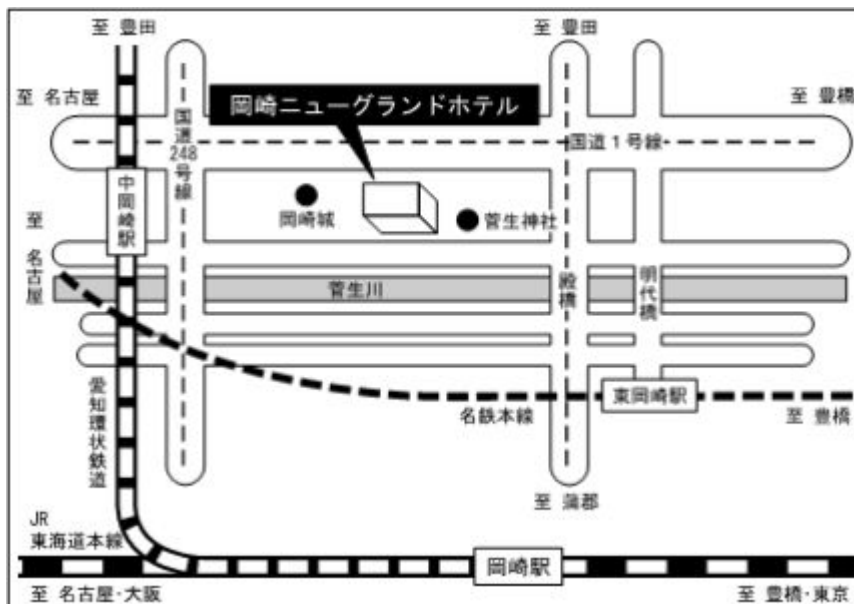 至 豊田
至 豊田
至 名古屋
岡崎ニューグランドホテル
至 豊橋
国道248号線
国道1号線
中岡崎駅
岡崎城
菅生神社
至 名古屋
菅生川
殿橋
明代橋
愛知環状鉄道
名鉄本線
東岡崎駅
至 豊橋
至 蒲郡
JR
東海道本線
岡崎駅
至 名古屋・大阪
至 豊橋・東京